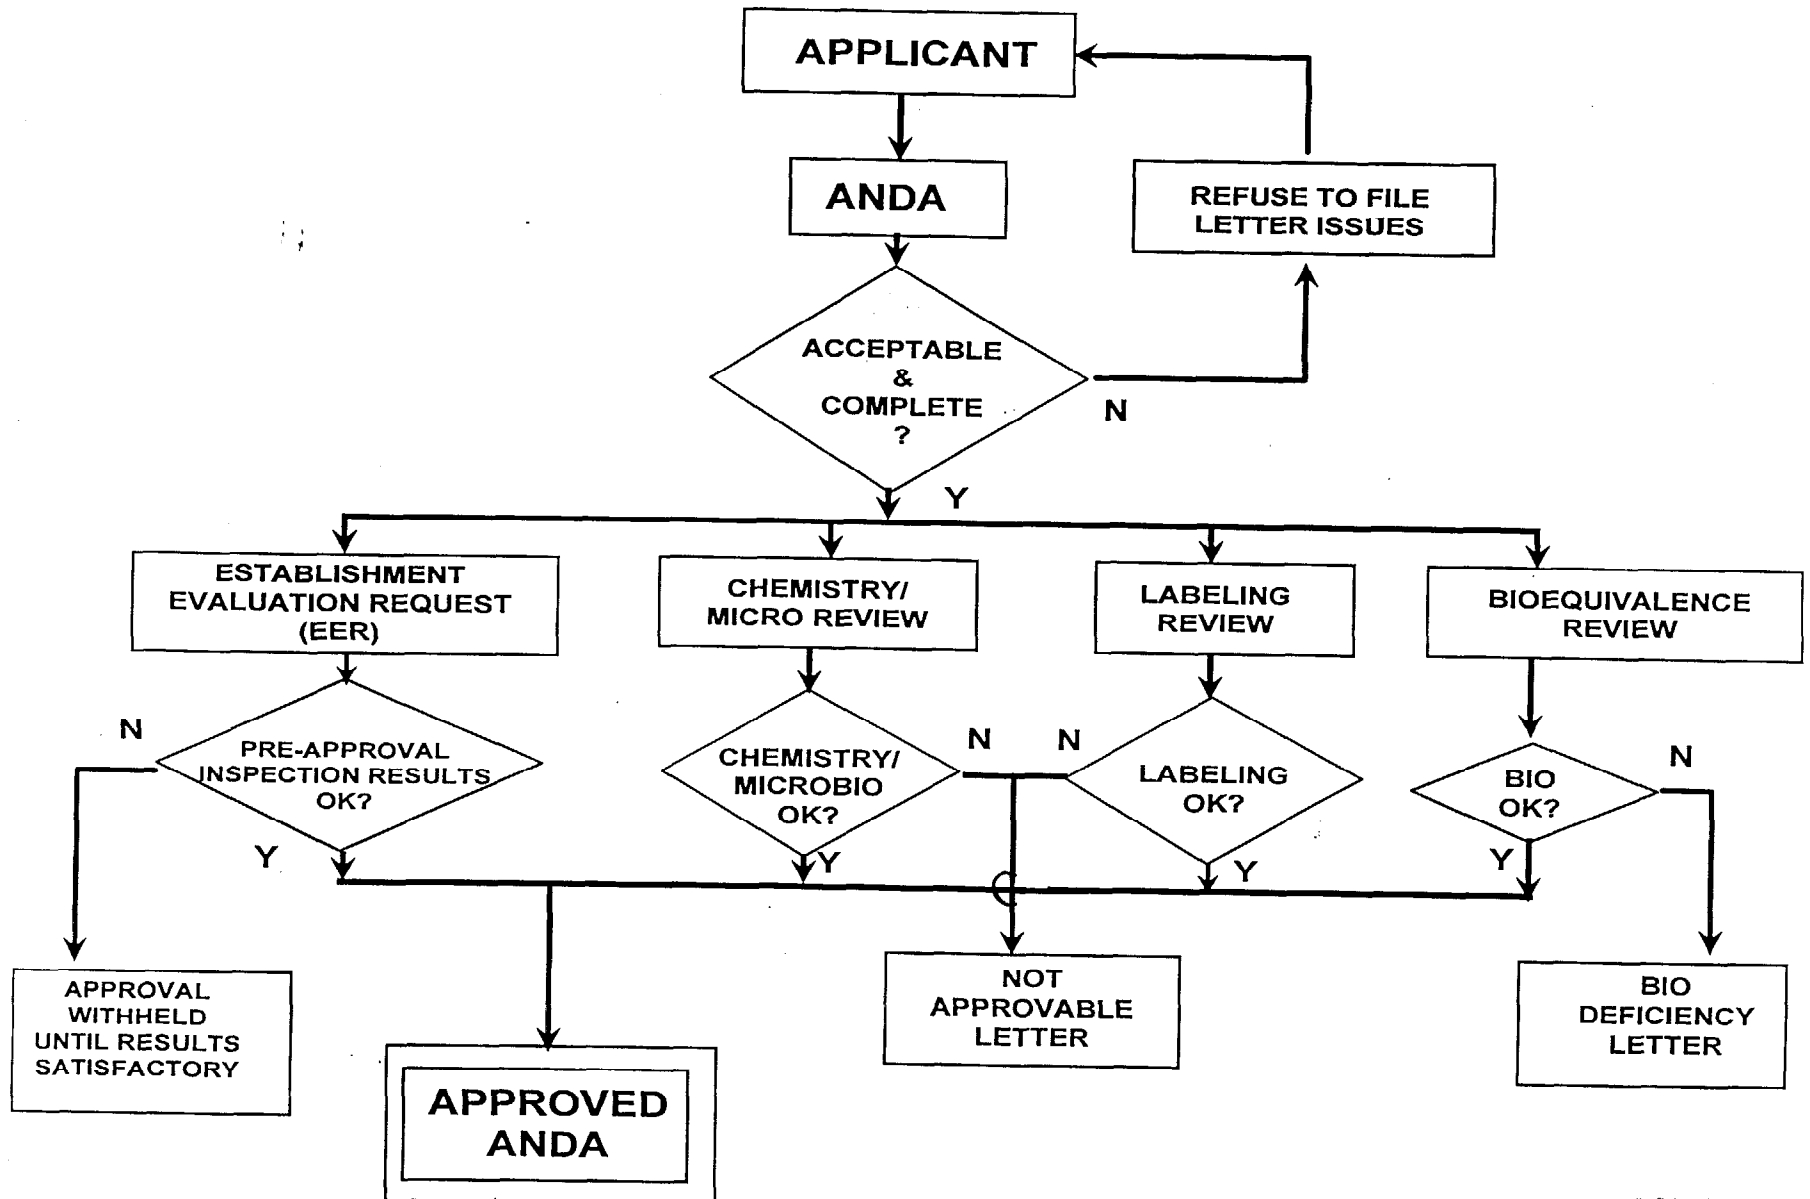 APPLICANT
ANDA
REFUSE TO FILE
LETTER ISSUES
ACCEPTABLE
&
COMPLETE
?
N
Y
ESTABLISHMENT
EVALUATION REQUEST
(EER)
CHEMISTRY/
MICRO REVIEW
LABELING
REVIEW
BIOEQUIVALENCE
REVIEW
N
PRE-APPROVAL
INSPECTION RESULTS
OK?
Y
CHEMISTRY/
MICROBIO
OK?
N
Y
N
LABELING
OK?
Y
BIO
OK?
N
Y
APPROVAL
WITHHELD
UNTIL RESULTS
SATISFACTORY
APPROVED
ANDA
NOT
APPROVABLE
LETTER
BIO
DEFICIENCY
LETTER